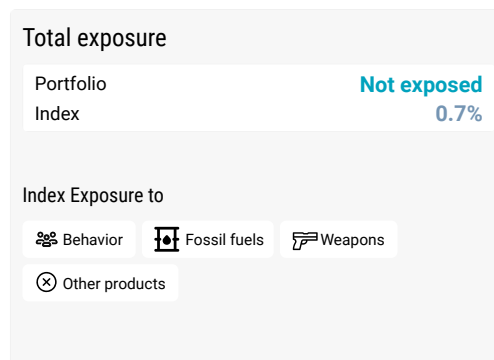 Total exposure
Portfolio Not exposed
Index 0.7%
Index Exposure to
Behavior Fossil fuels Weapons
Other products